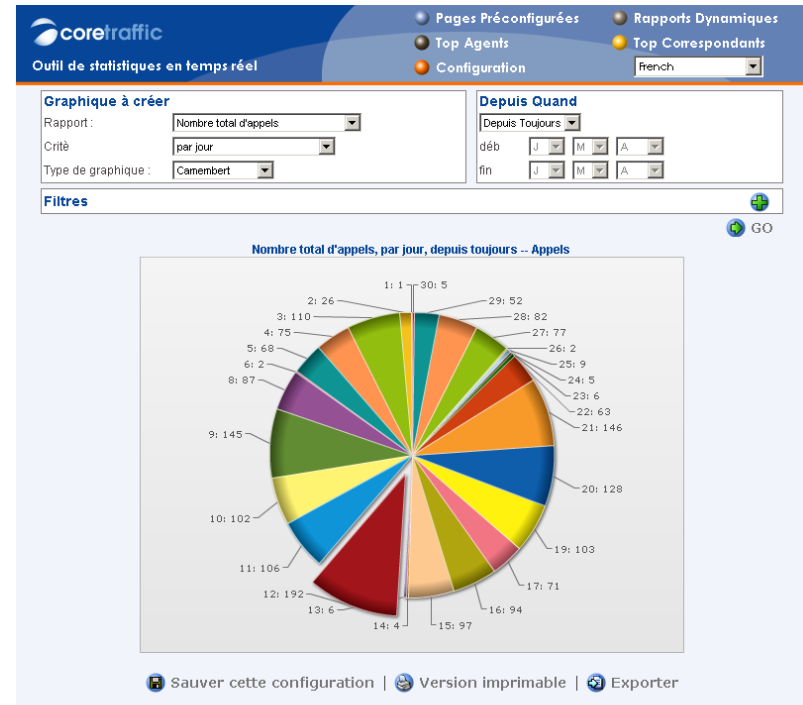 coretraffic
Outil de statistiques en temps réel
Pages Préconfigurées
Rapports Dynamiques
Top Agents
Top Correspondants
Configuration
French
Graphique à créer
Rapport :
Nombre total d'appels
Critè
par jour
Type de graphique :
Camembert
Depuis Quand
Depuis Toujours
déb
J
M
A
fin
J
M
A
Filtres
GO
Nombre total d'appels, par jour, depuis toujours -- Appels
1: 1
30: 5
2: 26
29: 52
3: 110
28: 82
4: 75
27: 77
5: 68
26: 2
6: 2
25: 9
8: 87
24: 5
23: 6
22: 63
9: 145
21: 146
20: 128
10: 102
19: 103
11: 106
17: 71
12: 192
16: 94
13: 6
14: 4
15: 97
Sauver cette configuration | Version imprimable | Exporter